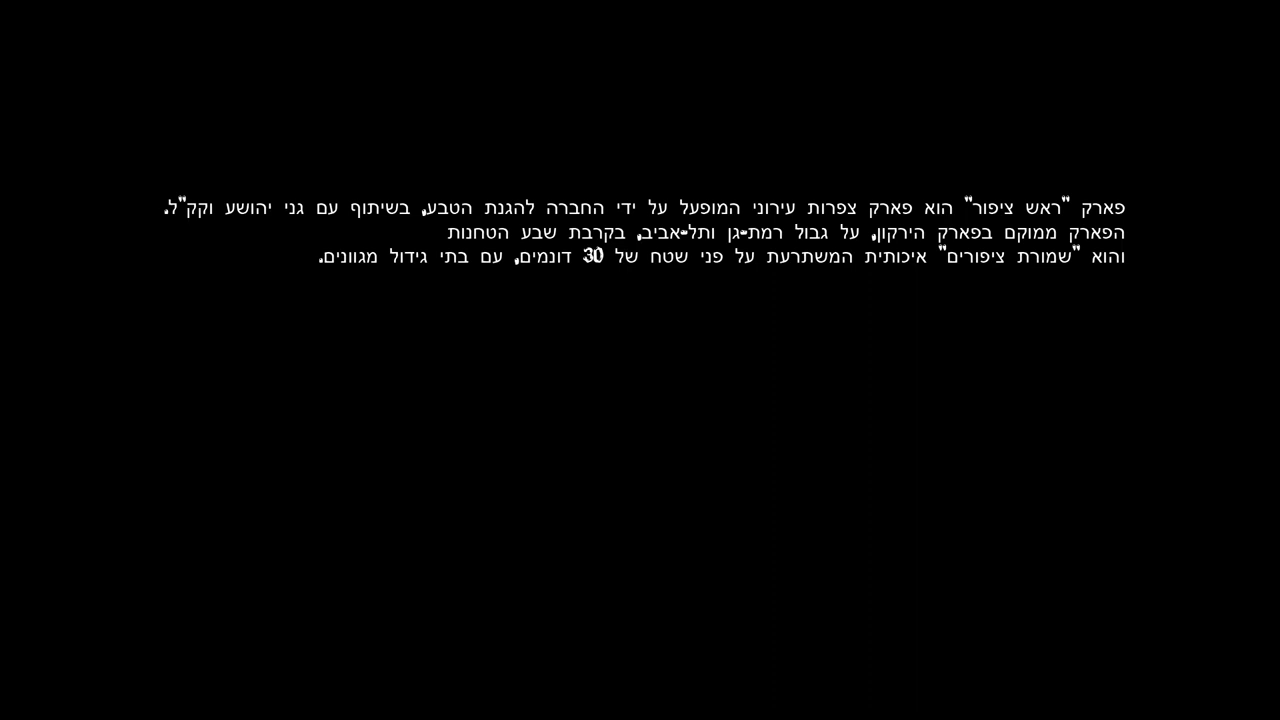 פארק "ראש ציפור" הוא פארק צפרות עירוני המופעל על ידי החברה להגנת הטבע, בשיתוף עם גני יהושע וקק"ל.
הפארק ממוקם בפארק הירקון, על גבול רמת-גן ותל-אביב, בקרבת שבע הטחנות
והוא "שמורת ציפורים" איכותית המשתרעת על פני שטח של 30 דונמים, עם בתי גידול מגוונים.